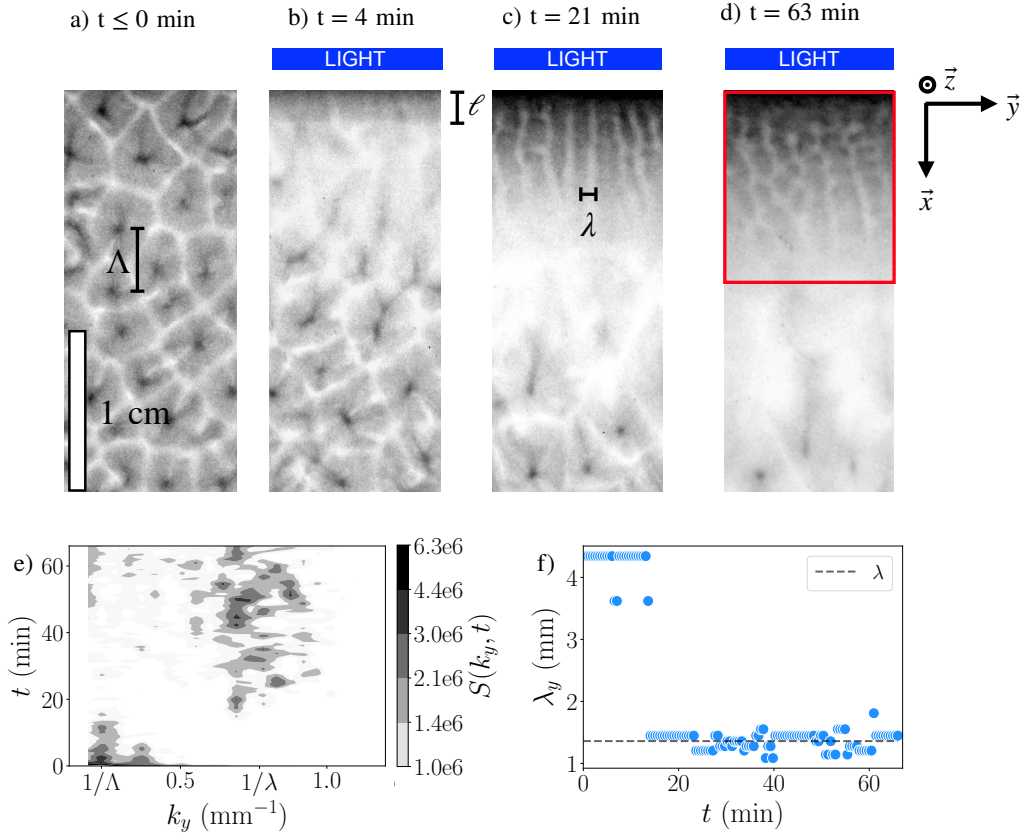 a) t ≤ 0 min
b) t = 4 min
c) t = 21 min
d) t = 63 min
LIGHT
LIGHT
LIGHT
ℓ
z⃗
y⃗
x⃗
Λ
λ
1 cm
e)
60
40
20
0
t (min)
1/Λ
0.5
1/λ
1.0
k_y (mm⁻¹)
6.3e6
4.4e6
3.0e6
2.1e6
1.4e6
1.0e6
S(k_y, t)
f)
λ
4
3
2
1
λ_y (mm)
0
20
40
60
t (min)